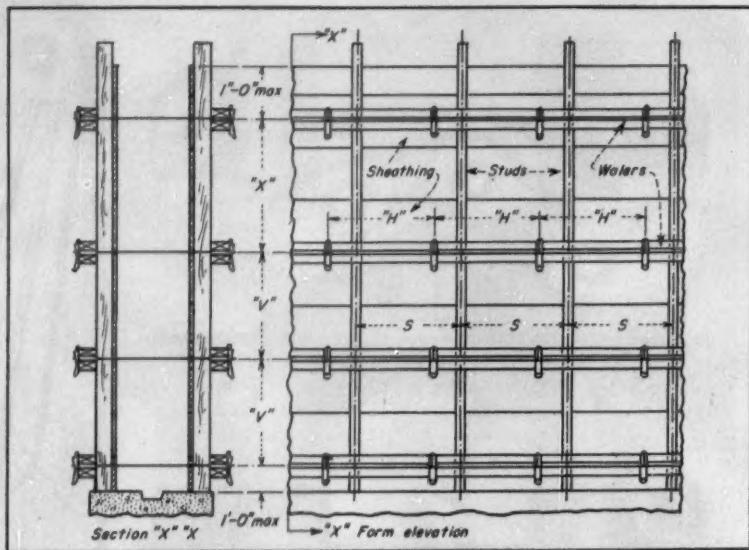 "X"
1"-0"max
"X"
Sheathing
Studs
Walers
"H" "H" "H"
"V"
S S S
"V"
1'-0"max
Section "X" "X
"X" Form elevation